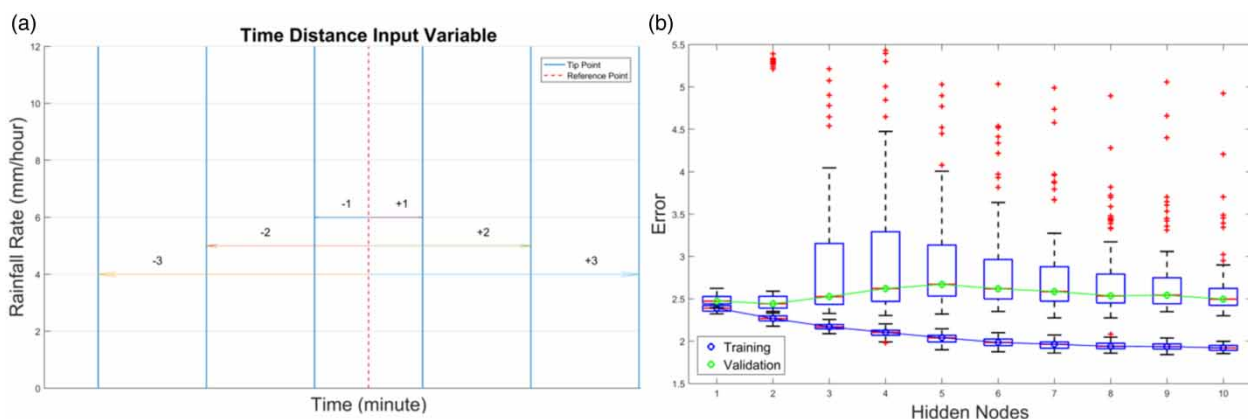 (a)
Time Distance Input Variable
Tip Point
Reference Point
Rainfall Rate (mm/hour)
12
10
8
6
4
2
0
-1
+1
-2
+2
-3
+3
Time (minute)
(b)
Error
5.5
5
4.5
4
3.5
3
2.5
2
1.5
Training
Validation
1 2 3 4 5 6 7 8 9 10
Hidden Nodes